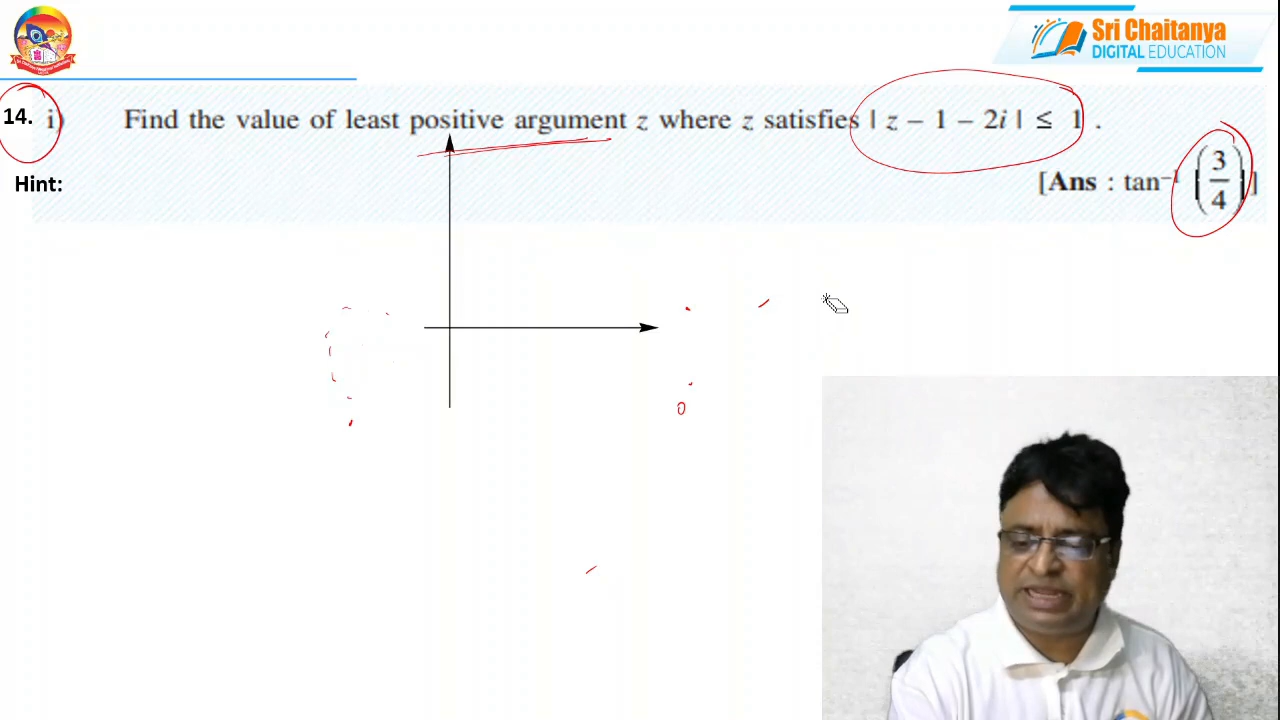 Sri Chaitanya
DIGITAL EDUCATION
14. i) Find the value of least positive argument z where z satisfies | z − 1 − 2i | ≤ 1 .
Hint:
[Ans : tan⁻¹ (3/4)]
0